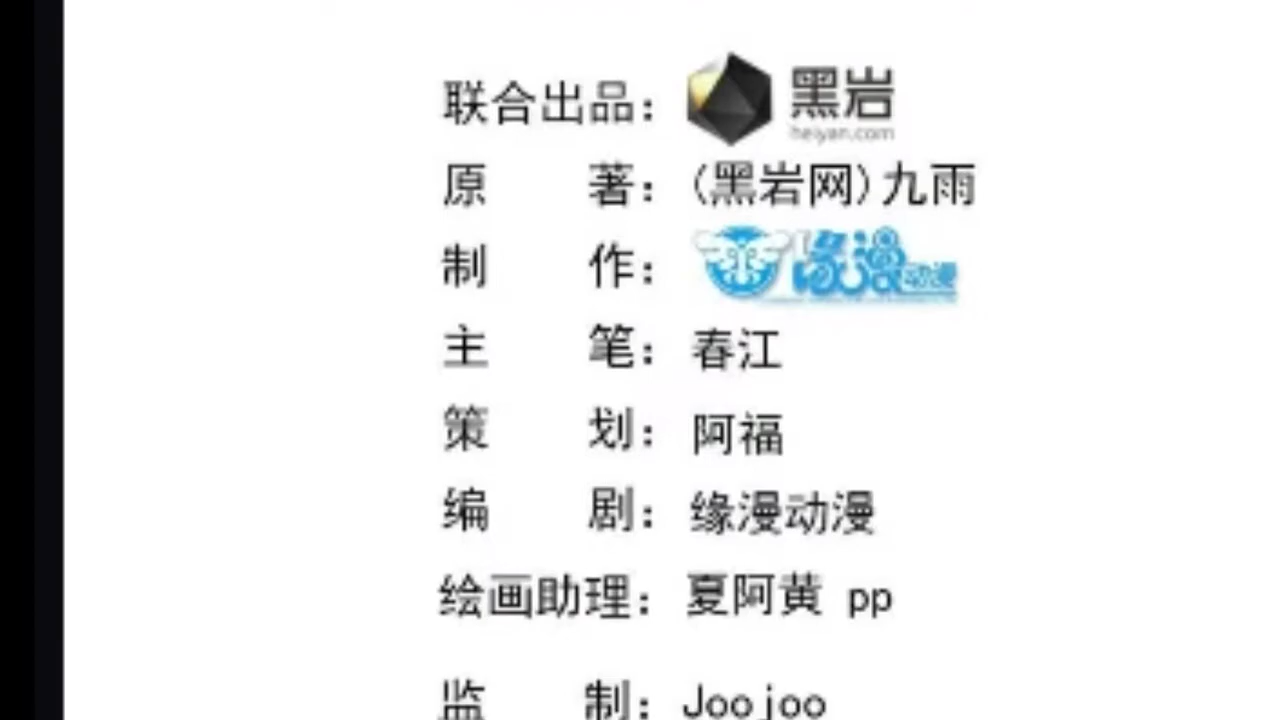 联合出品：黑岩
heiyan.com
原著：(黑岩网)九雨
制作：缘漫动漫
主笔：春江
策划：阿福
编剧：缘漫动漫
绘画助理：夏阿黄 pp
监制：Joojoo